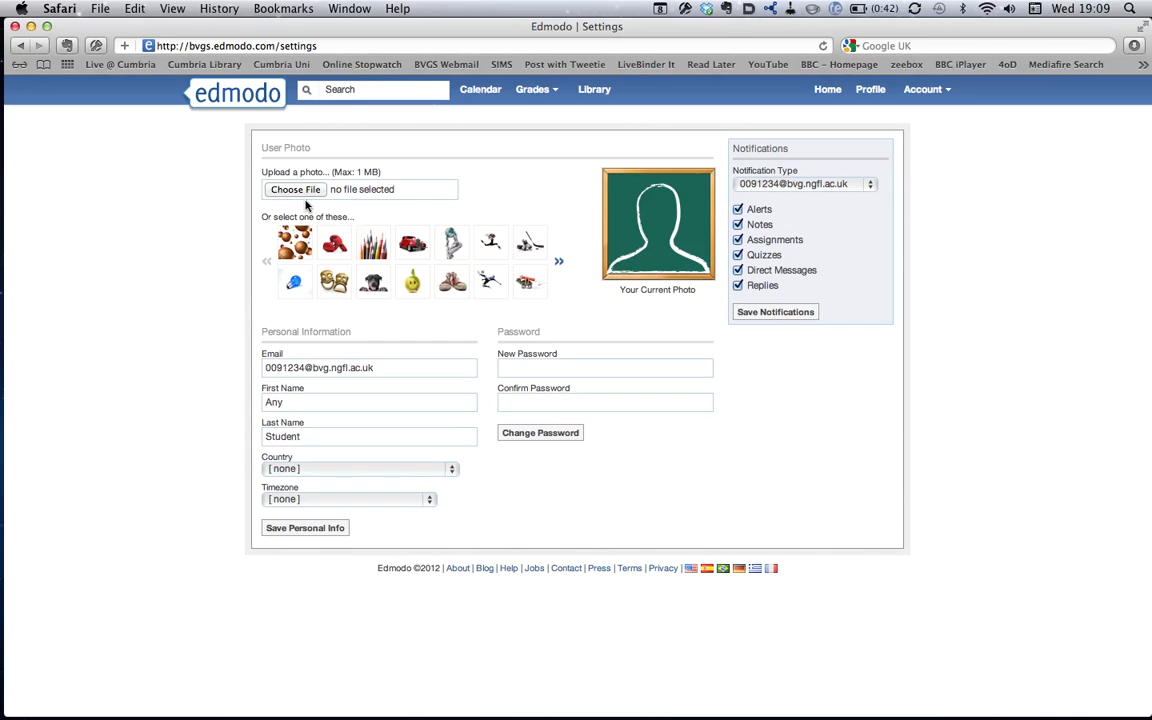 Safari File Edit View History Bookmarks Window Help (0:42) Wed 19:09
Edmodo | Settings
http://bvgs.edmodo.com/settings Google UK
Live @ Cumbria Cumbria Library Cumbria Uni Online Stopwatch BVGS Webmail SIMS Post with Tweetie LiveBinder It Read Later YouTube BBC - Homepage zeebox BBC iPlayer 4oD Mediafire Search
edmodo Search Calendar Grades Library Home Profile Account
User Photo
Upload a photo... (Max: 1 MB)
Choose File no file selected
Or select one of these...
« »
Your Current Photo
Notifications
Notification Type
0091234@bvg.ngfl.ac.uk
Alerts
Notes
Assignments
Quizzes
Direct Messages
Replies
Save Notifications
Personal Information
Email
0091234@bvg.ngfl.ac.uk
First Name
Any
Last Name
Student
Country
[ none ]
Timezone
[ none ]
Save Personal Info
Password
New Password
Confirm Password
Change Password
Edmodo ©2012 | About | Blog | Help | Jobs | Contact | Press | Terms | Privacy |